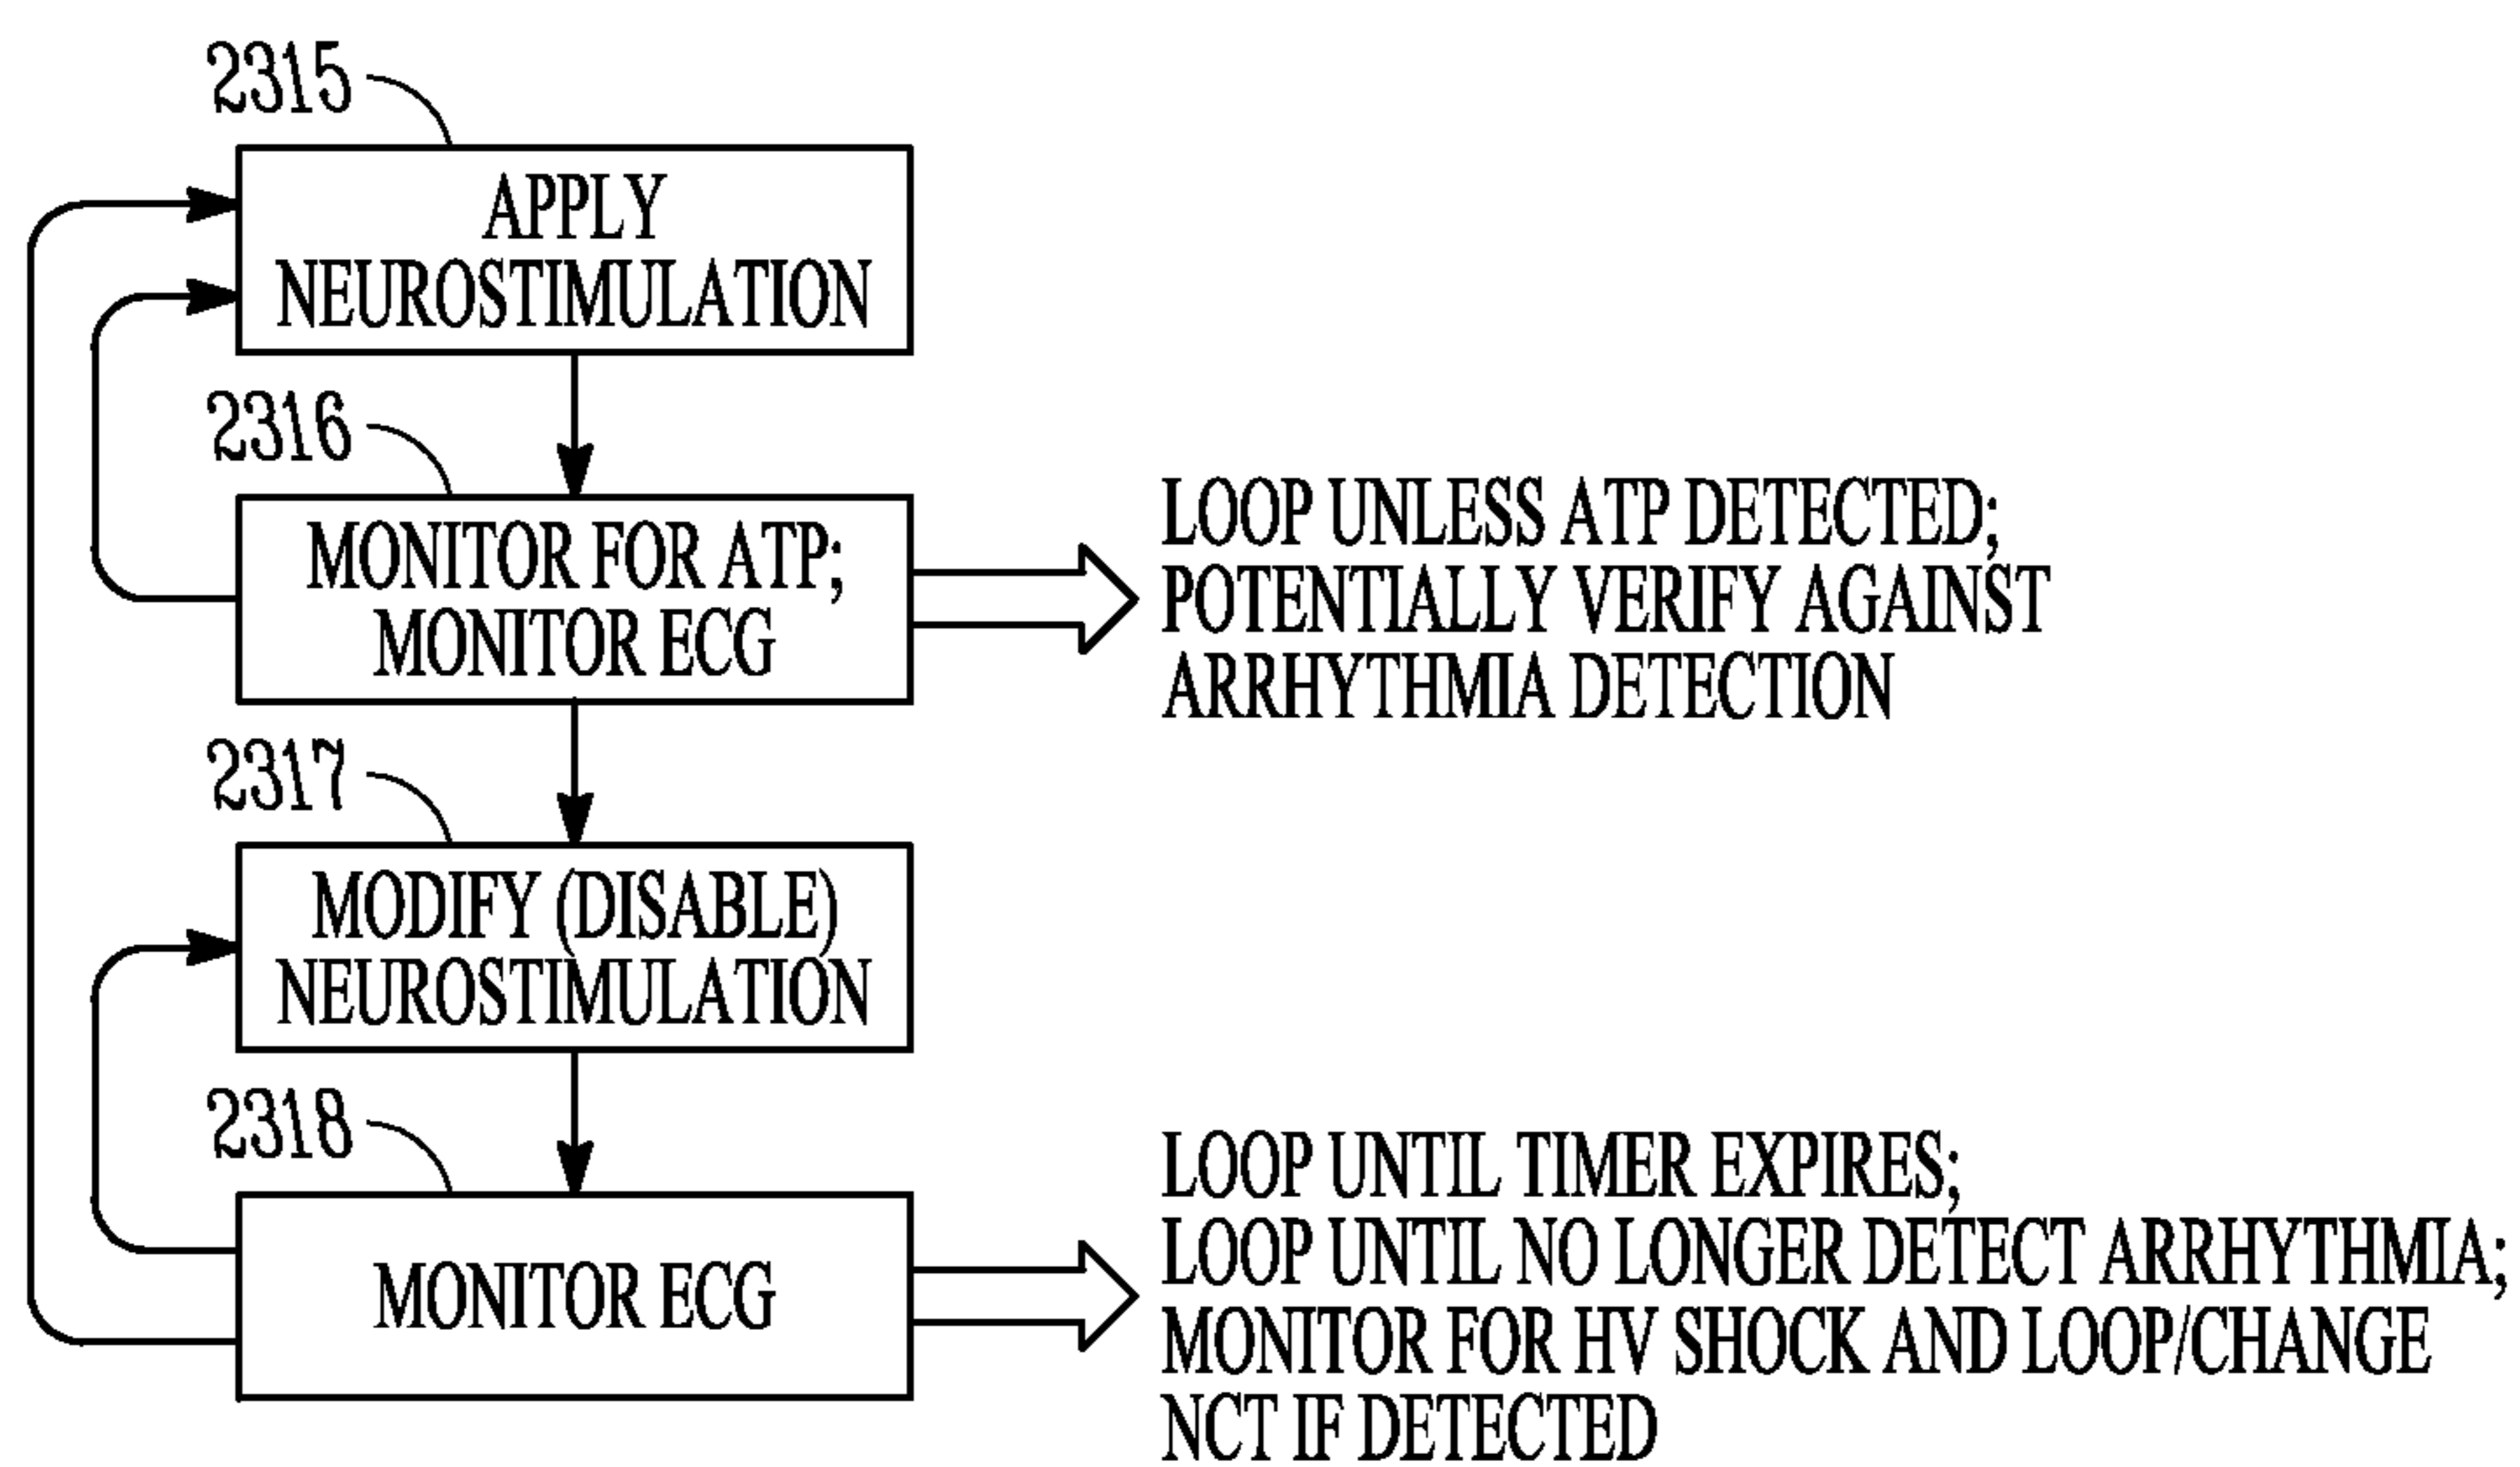 2315
APPLY
NEUROSTIMULATION
2316
MONITOR FOR ATP;
MONITOR ECG
LOOP UNLESS ATP DETECTED;
POTENTIALLY VERIFY AGAINST
ARRHYTHMIA DETECTION
2317
MODIFY (DISABLE)
NEUROSTIMULATION
2318
MONITOR ECG
LOOP UNTIL TIMER EXPIRES;
LOOP UNTIL NO LONGER DETECT ARRHYTHMIA;
MONITOR FOR HV SHOCK AND LOOP/CHANGE
NCT IF DETECTED